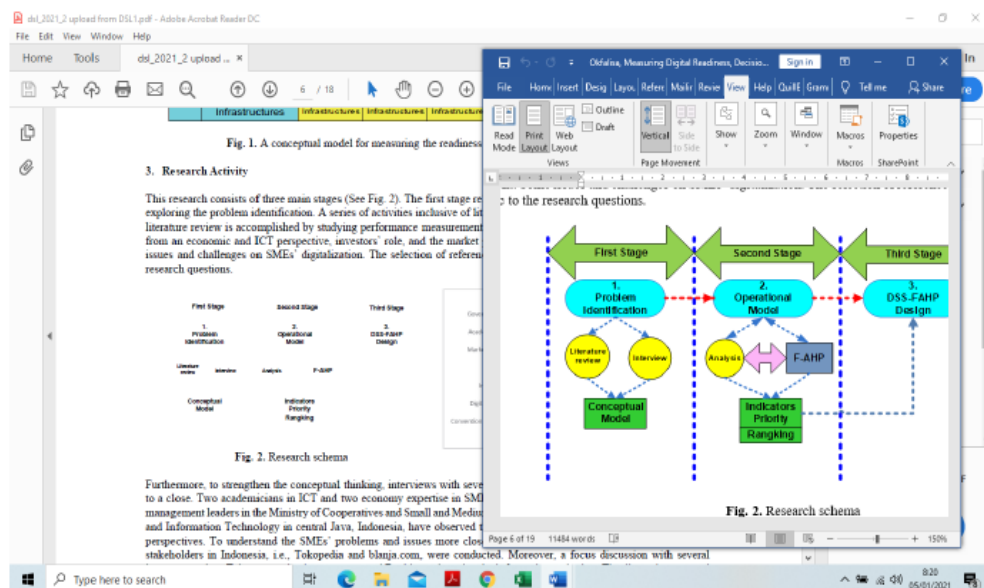 dsl_2021_2 upload from DSL1.pdf - Adobe Acrobat Reader DC
File Edit View Window Help
Home Tools dsl_2021_2 upload ... ×
6 / 18
Infrastructures Infrastructures Infrastructures Infrastructures
Fig. 1. A conceptual model for measuring the readiness
3. Research Activity
This research consists of three main stages (See Fig. 2). The first stage re
exploring the problem identification. A series of activities inclusive of lit
literature review is accomplished by studying performance measurement
from an economic and ICT perspective, investors' role, and the market
issues and challenges on SMEs' digitalization. The selection of referen
research questions.
First Stage Second Stage Third Stage
1. Problem Identification
2. Operational Model
3. DSS-FAHP Design
Literature review Interview Analysis F-AHP
Conceptual Model
Indicators Priority Rangking
Fig. 2. Research schema
Furthermore, to strengthen the conceptual thinking, interviews with seve
to a close. Two academicians in ICT and two economy expertise in SM
management leaders in the Ministry of Cooperatives and Small and Mediu
and Information Technology in central Java, Indonesia, have observed t
perspectives. To understand the SMEs' problems and issues more clos
stakeholders in Indonesia, i.e., Tokopedia and blanja.com, were conducted. Moreover, a focus discussion with several
Okfalisa, Measuring Digital Readiness, Decisio... Sign in
File Hom Insert Desig Layou Referen Mailin Review View Help QuillB Gram Tell me Share
Read Mode
Print Layout
Web Layout
Outline
Draft
Views
Vertical
Side to Side
Page Movement
Show
Zoom
Window
Macros
Macros
Properties
SharePoint
c to the research questions.
First Stage Second Stage Third Stage
1. Problem Identification
2. Operational Model
3. DSS-FAHP Design
Literature review
Interview
Analysis
F-AHP
Conceptual Model
Indicators Priority
Rangking
Fig. 2. Research schema
Page 6 of 19 11484 words 150%
Type here to search
8:20
05/01/2021